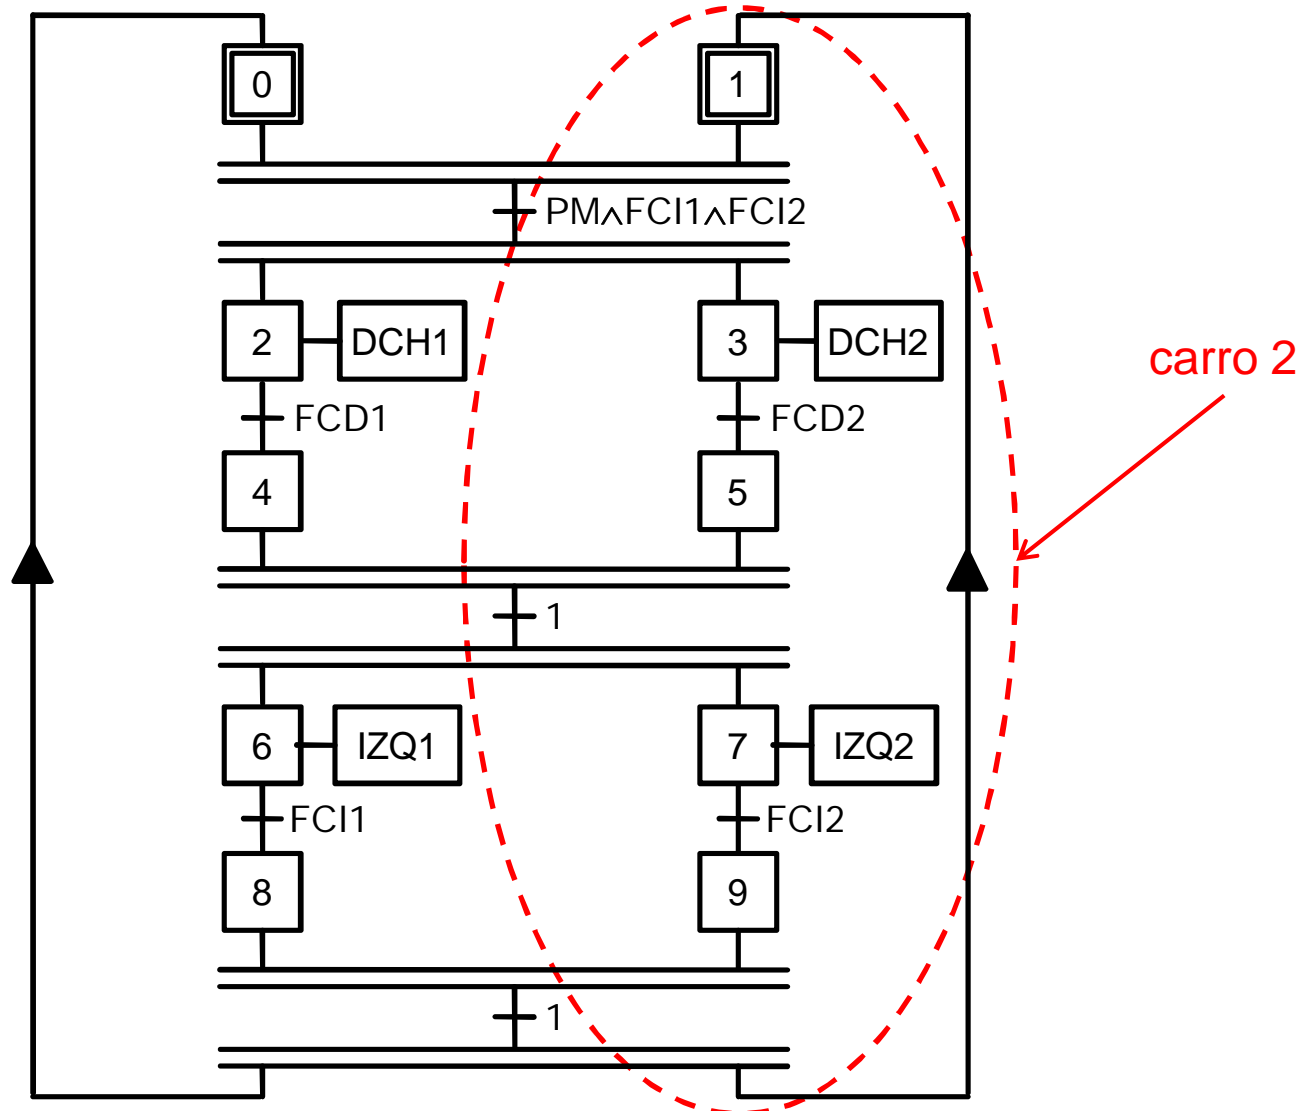 0
1
PM∧FCI1∧FCI2
2
DCH1
3
DCH2
carro 2
FCD1
FCD2
4
5
1
6
IZQ1
7
IZQ2
FCI1
FCI2
8
9
1